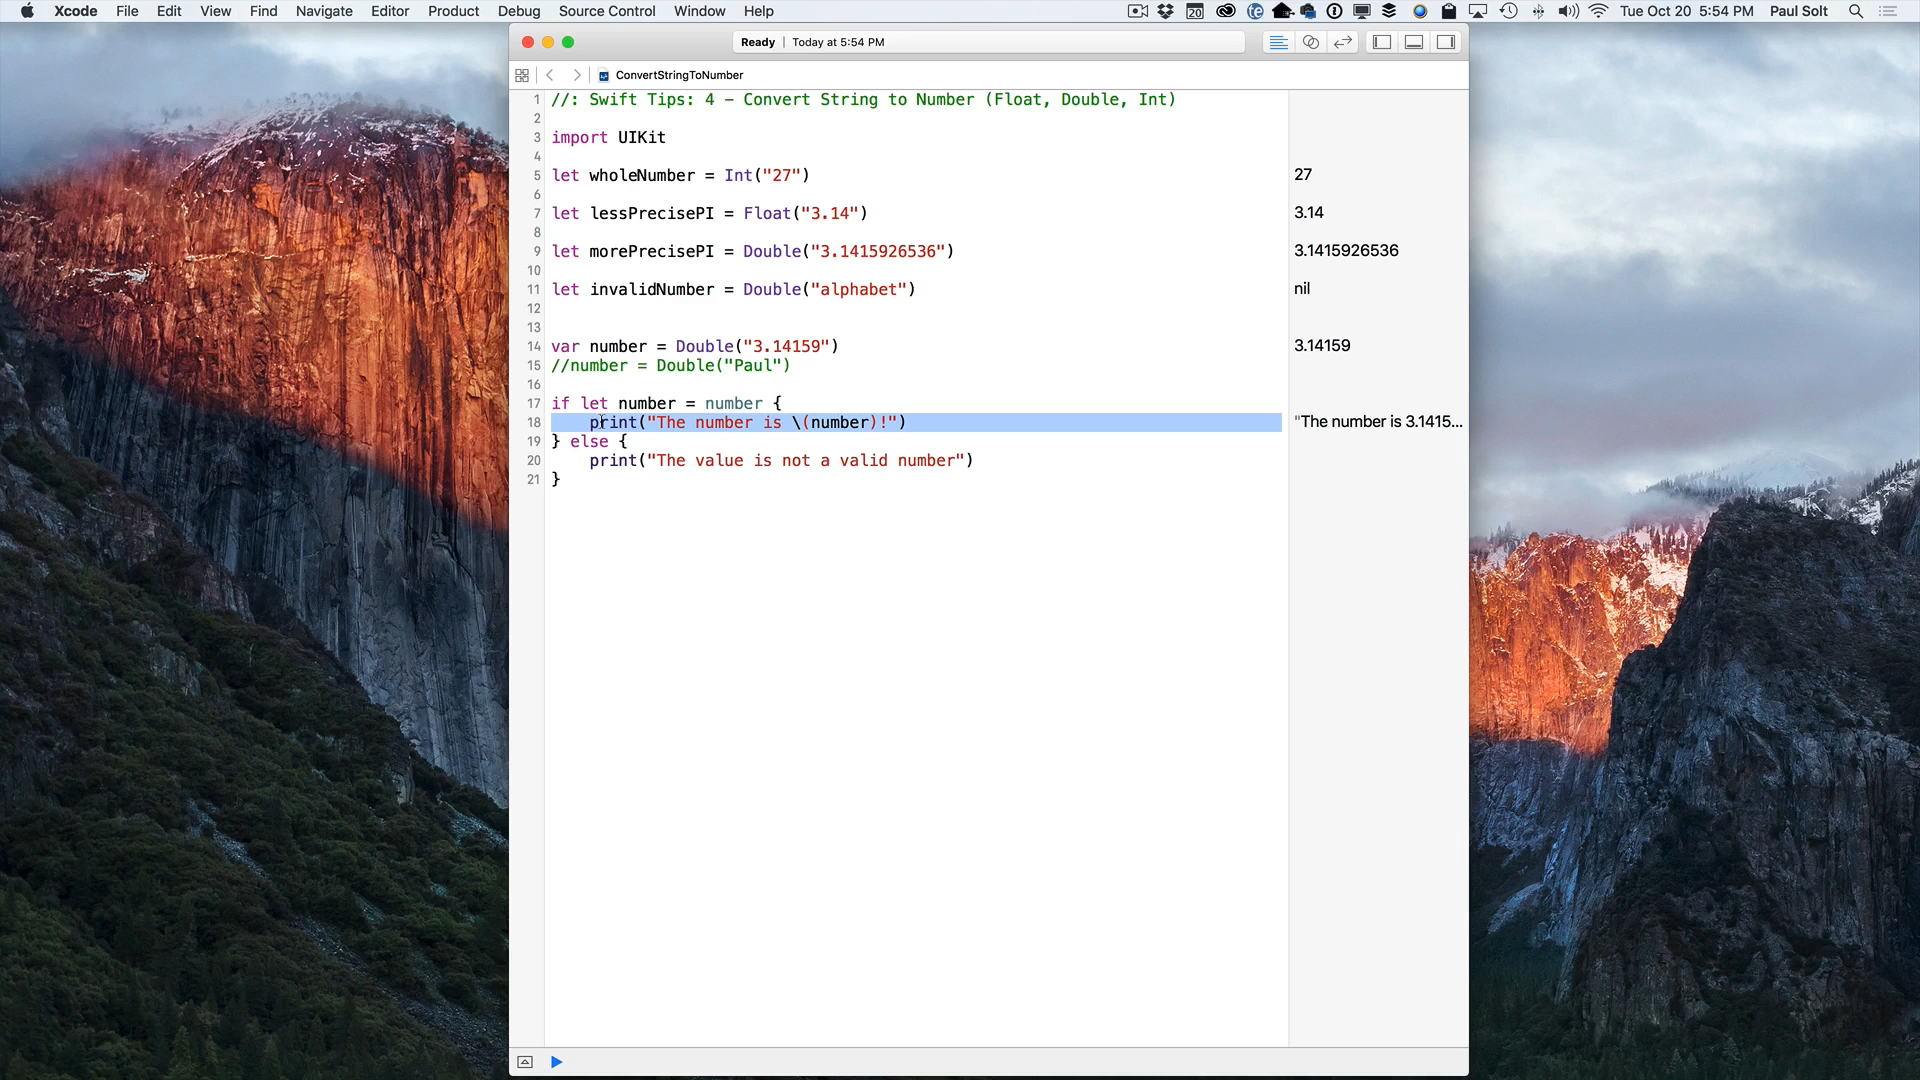 Xcode File Edit View Find Navigate Editor Product Debug Source Control Window Help 20 Tue Oct 20 5:54 PM Paul Solt
Ready | Today at 5:54 PM
ConvertStringToNumber
1 //: Swift Tips: 4 – Convert String to Number (Float, Double, Int)
2
3 import UIKit
4
5 let wholeNumber = Int("27") 27
6
7 let lessPrecisePI = Float("3.14") 3.14
8
9 let morePrecisePI = Double("3.1415926536") 3.1415926536
10
11 let invalidNumber = Double("alphabet") nil
12
13
14 var number = Double("3.14159") 3.14159
15 //number = Double("Paul")
16
17 if let number = number {
18 print("The number is \(number)!") "The number is 3.1415...
19 } else {
20 print("The value is not a valid number")
21 }